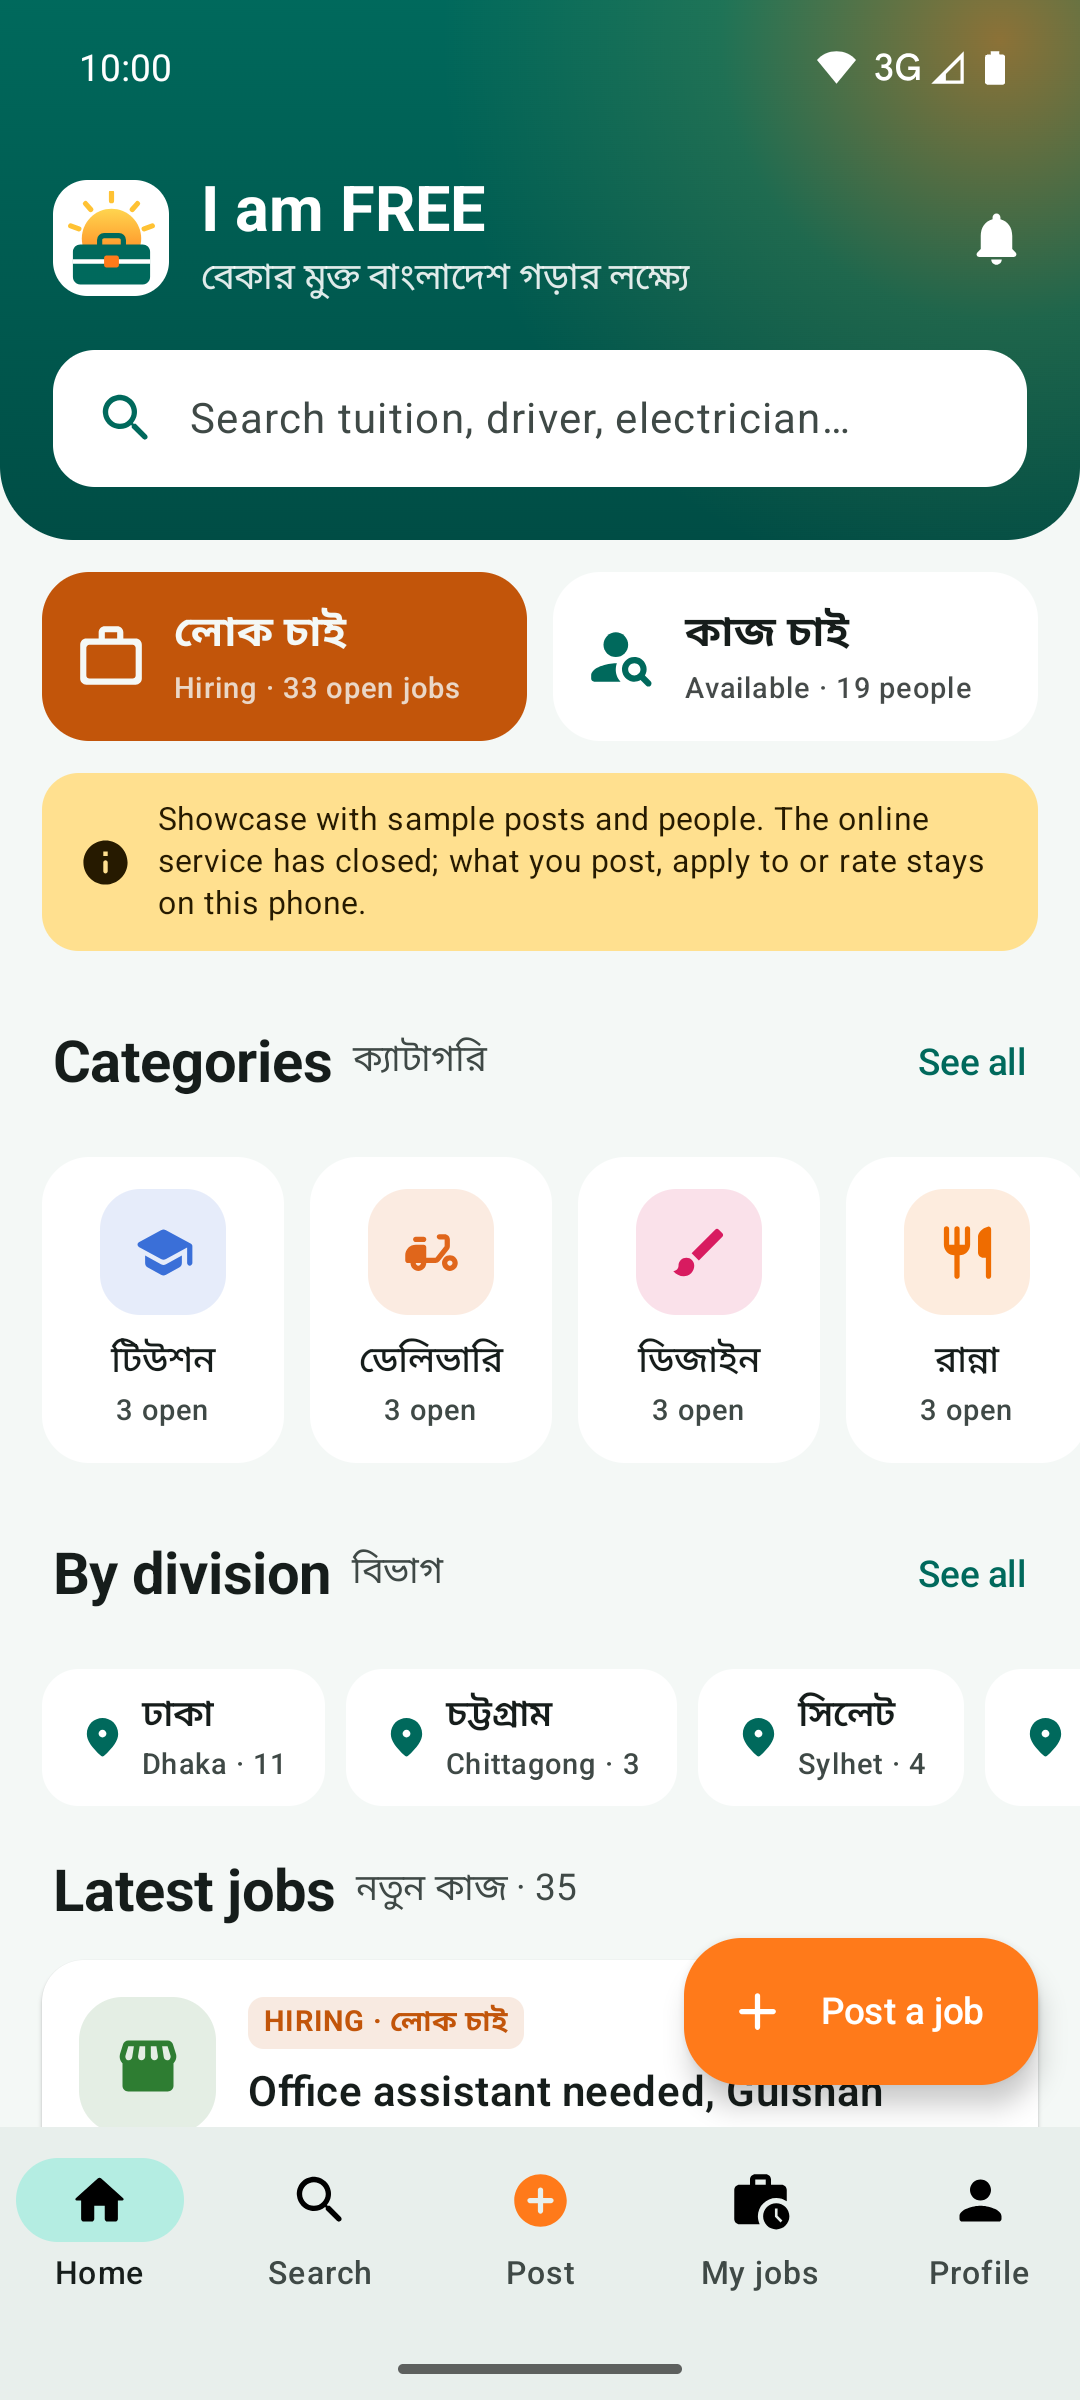 10:00
3G
I am FREE
বেকার মুক্ত বাংলাদেশ গড়ার লক্ষ্যে
Search tuition, driver, electrician…
লোক চাই
Hiring · 33 open jobs
কাজ চাই
Available · 19 people
Showcase with sample posts and people. The online
service has closed; what you post, apply to or rate stays
on this phone.
Categories ক্যাটাগরি
See all
টিউশন
3 open
ডেলিভারি
3 open
ডিজাইন
3 open
রান্না
3 open
By division বিভাগ
See all
ঢাকা
Dhaka · 11
চট্টগ্রাম
Chittagong · 3
সিলেট
Sylhet · 4
Latest jobs নতুন কাজ · 35
HIRING · লোক চাই
Office assistant needed, Gulshan
Post a job
Home
Search
Post
My jobs
Profile